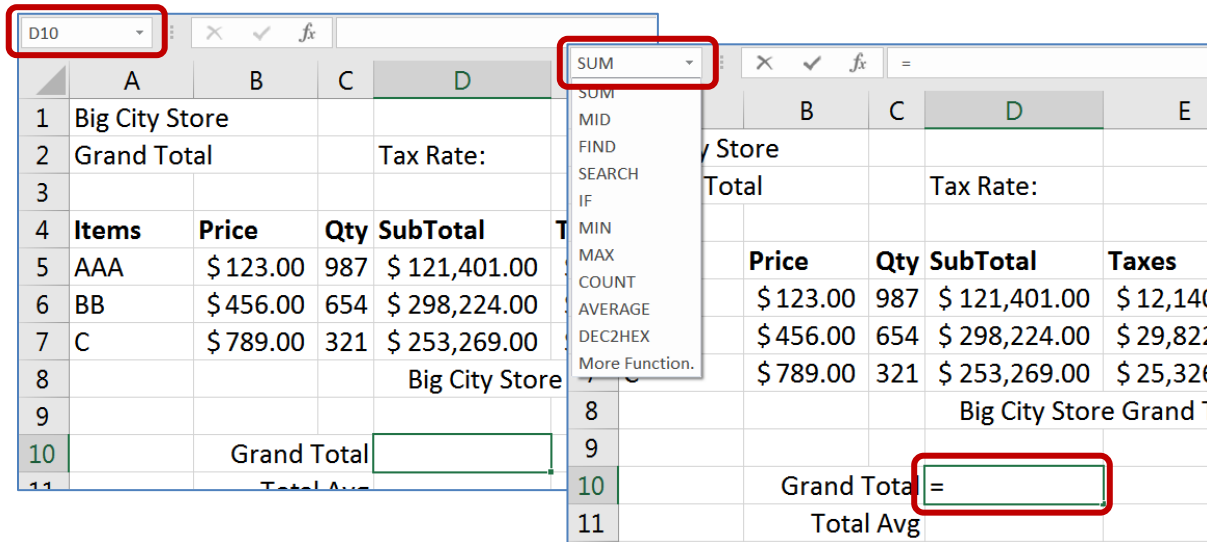 D10 fx
A B C D
1 Big City Store
2 Grand Total Tax Rate:
3
4 Items Price Qty SubTotal T
5 AAA $ 123.00 987 $ 121,401.00
6 BB $ 456.00 654 $ 298,224.00
7 C $ 789.00 321 $ 253,269.00
8 Big City Store
9
10 Grand Total
11 Total Avg
SUM fx =
SUM
MID
FIND
SEARCH
IF
MIN
MAX
COUNT
AVERAGE
DEC2HEX
More Function.
B C D E
y Store
Total Tax Rate:
Price Qty SubTotal Taxes
$ 123.00 987 $ 121,401.00 $ 12,140
$ 456.00 654 $ 298,224.00 $ 29,822
$ 789.00 321 $ 253,269.00 $ 25,326
8 Big City Store Grand T
9
10 Grand Total =
11 Total Avg